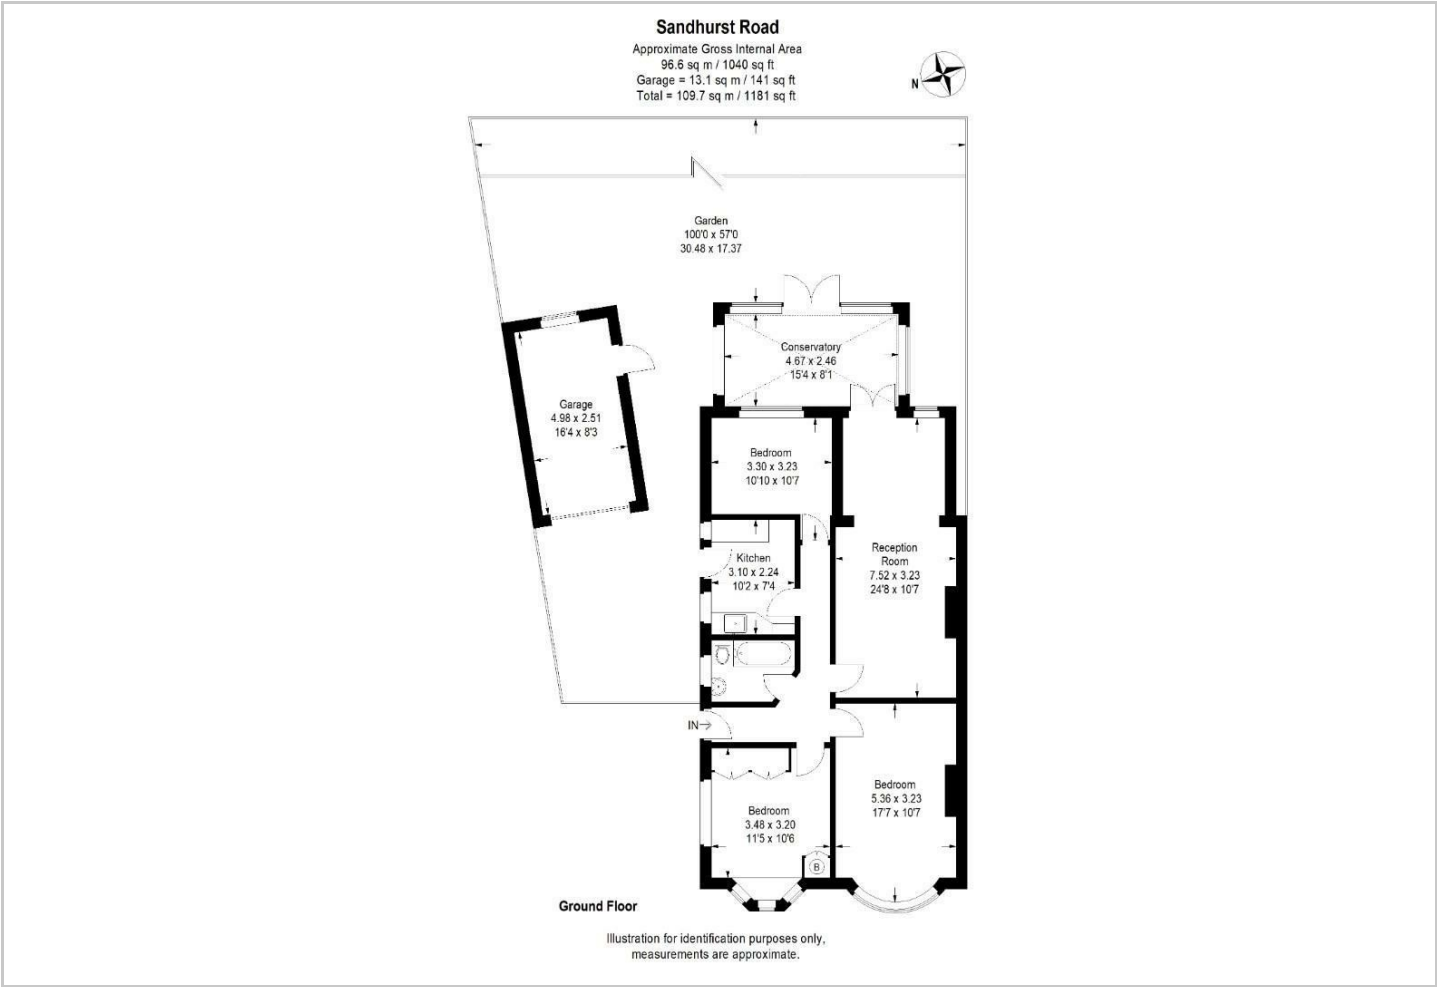 Sandhurst Road
Approximate Gross Internal Area
96.6 sq m / 1040 sq ft
Garage = 13.1 sq m / 141 sq ft
Total = 109.7 sq m / 1181 sq ft
N
Garden
100'0 x 57'0
30.48 x 17.37
Conservatory
4.67 x 2.46
15'4 x 8'1
Garage
4.98 x 2.51
16'4 x 8'3
Bedroom
3.30 x 3.23
10'10 x 10'7
Kitchen
3.10 x 2.24
10'2 x 7'4
Reception
Room
7.52 x 3.23
24'8 x 10'7
IN
Bedroom
3.48 x 3.20
11'5 x 10'6
B
Bedroom
5.36 x 3.23
17'7 x 10'7
Ground Floor
Illustration for identification purposes only,
measurements are approximate.